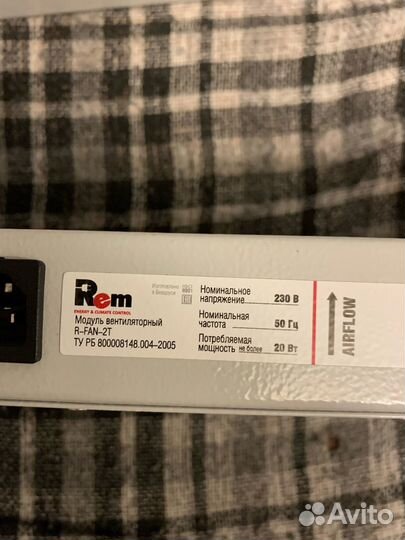 Rem
ENERGY & CLIMATE CONTROL
Изготовлено
в Беларуси
Модуль вентиляторный
R-FAN-2T
ТУ РБ 800008148.004-2005
Номинальное
напряжение 230 В
Номинальная
частота 50 Гц
Потребляемая
мощность не более 20 Вт
AIRFLOW
Avito